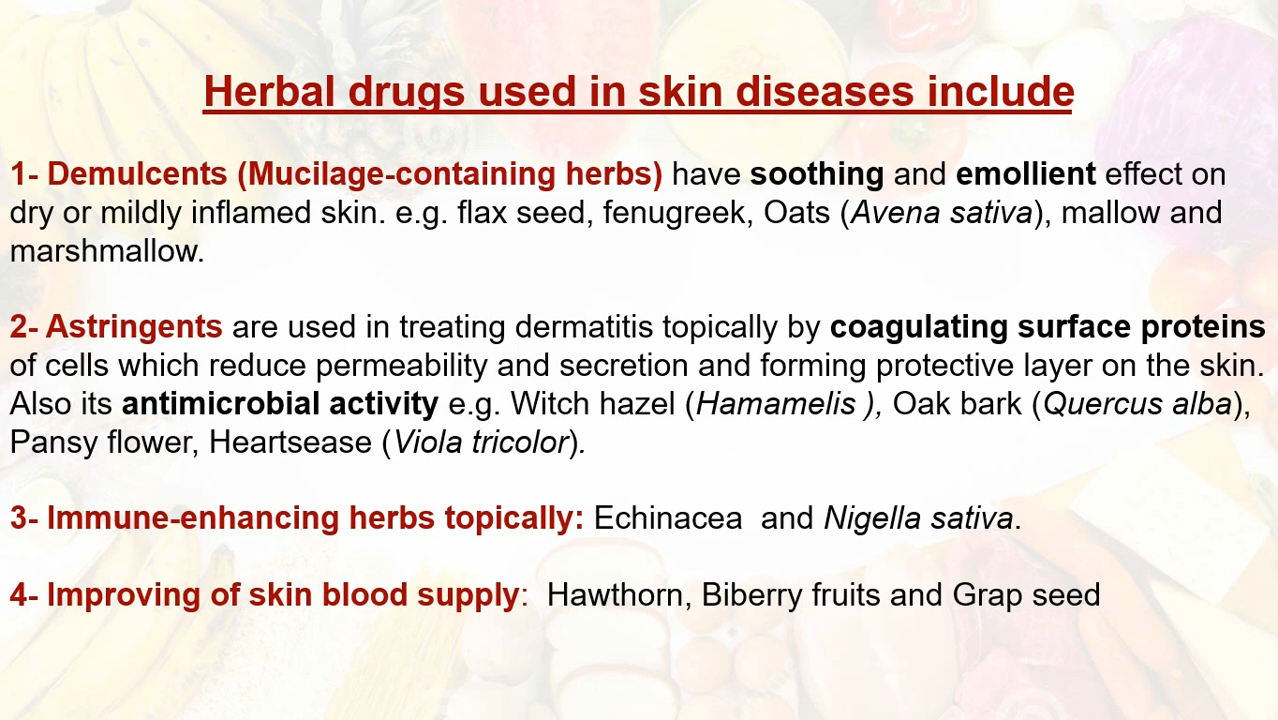 Herbal drugs used in skin diseases include
1- Demulcents (Mucilage-containing herbs) have soothing and emollient effect on
dry or mildly inflamed skin. e.g. flax seed, fenugreek, Oats (Avena sativa), mallow and
marshmallow.
2- Astringents are used in treating dermatitis topically by coagulating surface proteins
of cells which reduce permeability and secretion and forming protective layer on the skin.
Also its antimicrobial activity e.g. Witch hazel (Hamamelis ), Oak bark (Quercus alba),
Pansy flower, Heartsease (Viola tricolor).
3- Immune-enhancing herbs topically: Echinacea  and Nigella sativa.
4- Improving of skin blood supply:  Hawthorn, Biberry fruits and Grap seed